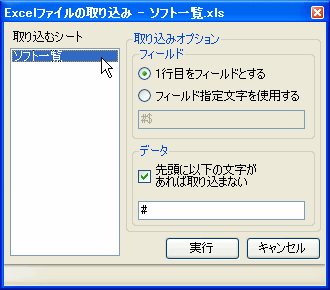 Excelファイルの取り込み - ソフト一覧.xls
取り込むシート
ソフト一覧
取り込みオプション
フィールド
1行目をフィールドとする
フィールド指定文字を使用する
#$
データ
先頭に以下の文字が
あれば取り込まない
#
実行
キャンセル